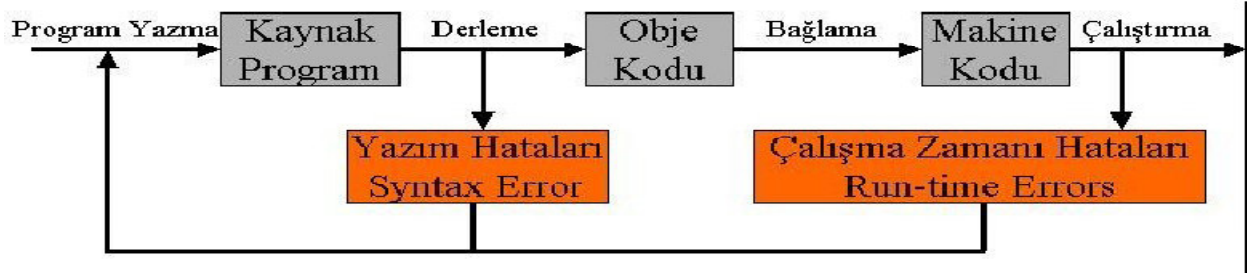 Program Yazma
Kaynak
Program
Derleme
Obje
Kodu
Bağlama
Makine
Kodu
Çalıştırma
Yazım Hataları
Syntax Error
Çalışma Zamanı Hataları
Run-time Errors